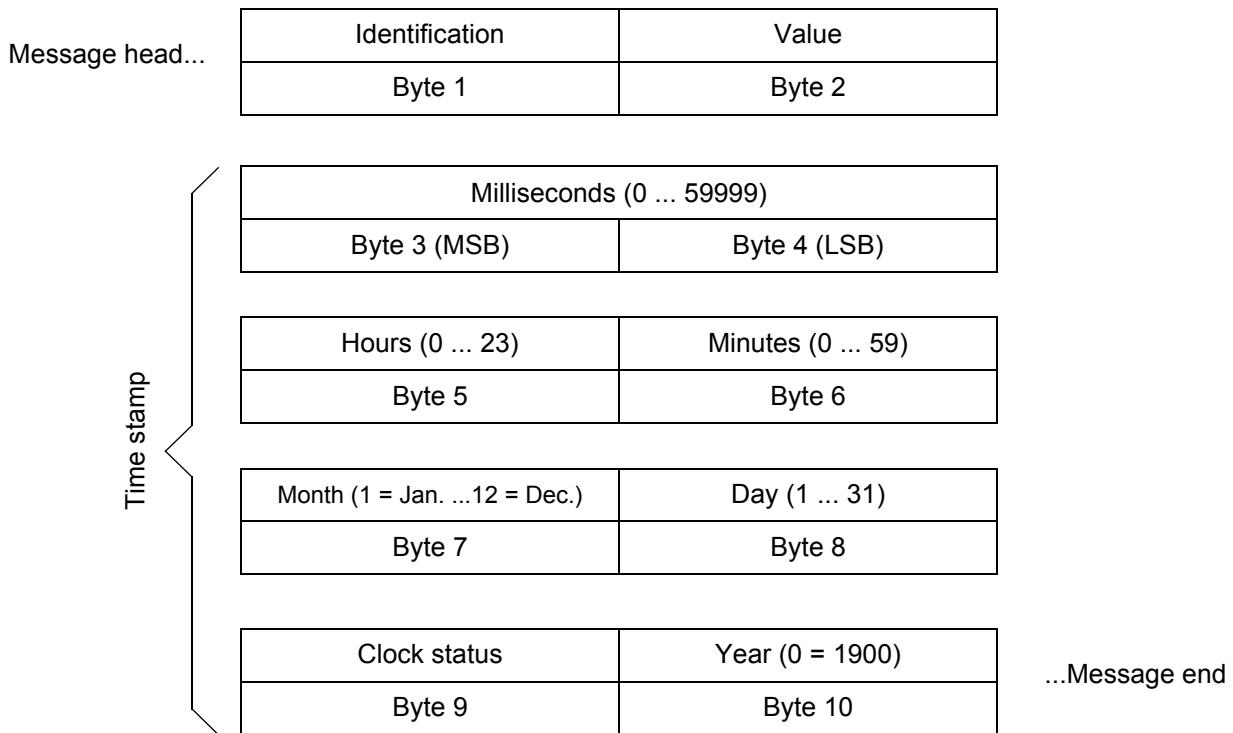 Message head...
Identification Value
Byte 1 Byte 2
Time stamp
Milliseconds (0 ... 59999)
Byte 3 (MSB) Byte 4 (LSB)
Hours (0 ... 23) Minutes (0 ... 59)
Byte 5 Byte 6
Month (1 = Jan. ...12 = Dec.) Day (1 ... 31)
Byte 7 Byte 8
Clock status Year (0 = 1900)
Byte 9 Byte 10
...Message end